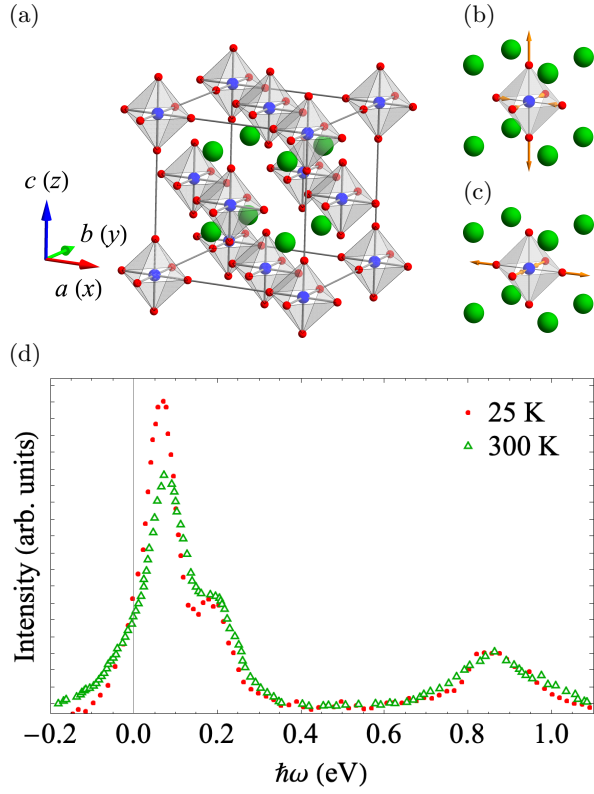 (a)
(b)
c (z)
b (y)
a (x)
(c)
(d)
25 K
300 K
Intensity (arb. units)
−0.2 0.0 0.2 0.4 0.6 0.8 1.0
ℏω (eV)